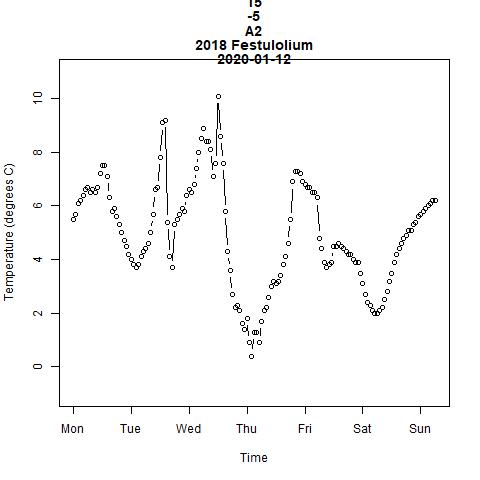 15
-5
A2
2018 Festulolium
2020-01-12
Temperature (degrees C)
10
8
6
4
2
0
Mon Tue Wed Thu Fri Sat Sun
Time